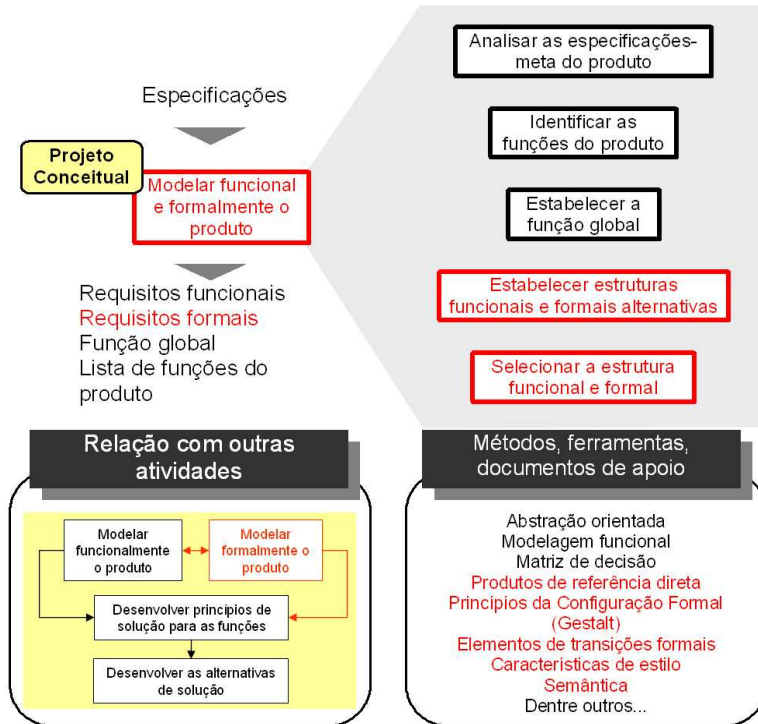 Especificações
Projeto
Conceitual
Modelar funcional
e formalmente o
produto
Requisitos funcionais
Requisitos formais
Função global
Lista de funções do
produto
Analisar as especificações-
meta do produto
Identificar as
funções do produto
Estabelecer a
função global
Estabelecer estruturas
funcionais e formais alternativas
Selecionar a estrutura
funcional e formal
Relação com outras
atividades
Modelar
funcionalmente
o produto
Modelar
formalmente o
produto
Desenvolver princípios de
solução para as funções
Desenvolver as alternativas
de solução
Métodos, ferramentas,
documentos de apoio
Abstração orientada
Modelagem funcional
Matriz de decisão
Produtos de referência direta
Princípios da Configuração Formal
(Gestalt)
Elementos de transições formais
Características de estilo
Semântica
Dentre outros...